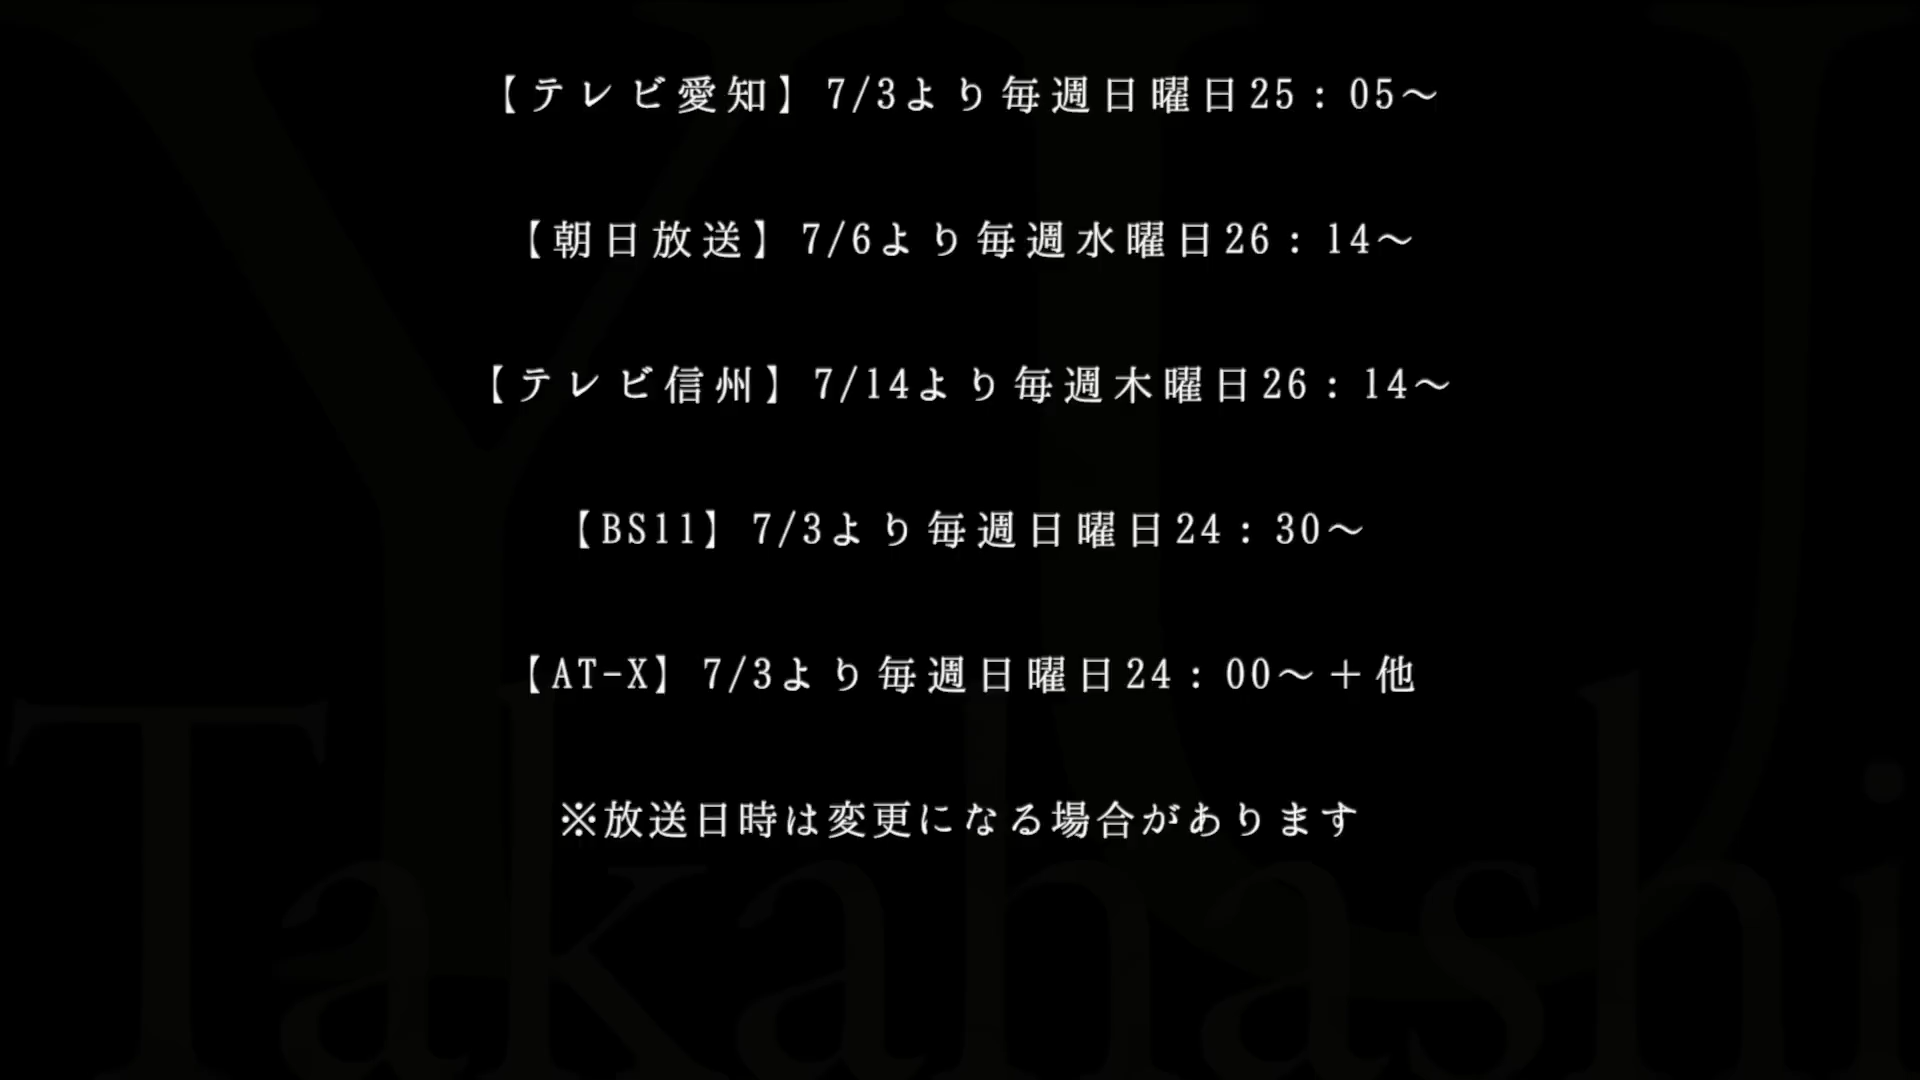 【テレビ愛知】7/3より毎週日曜日25：05～
【朝日放送】7/6より毎週水曜日26：14～
【テレビ信州】7/14より毎週木曜日26：14～
【BS11】7/3より毎週日曜日24：30～
【AT-X】7/3より毎週日曜日24：00～＋他
※放送日時は変更になる場合があります
YU
Takahashi